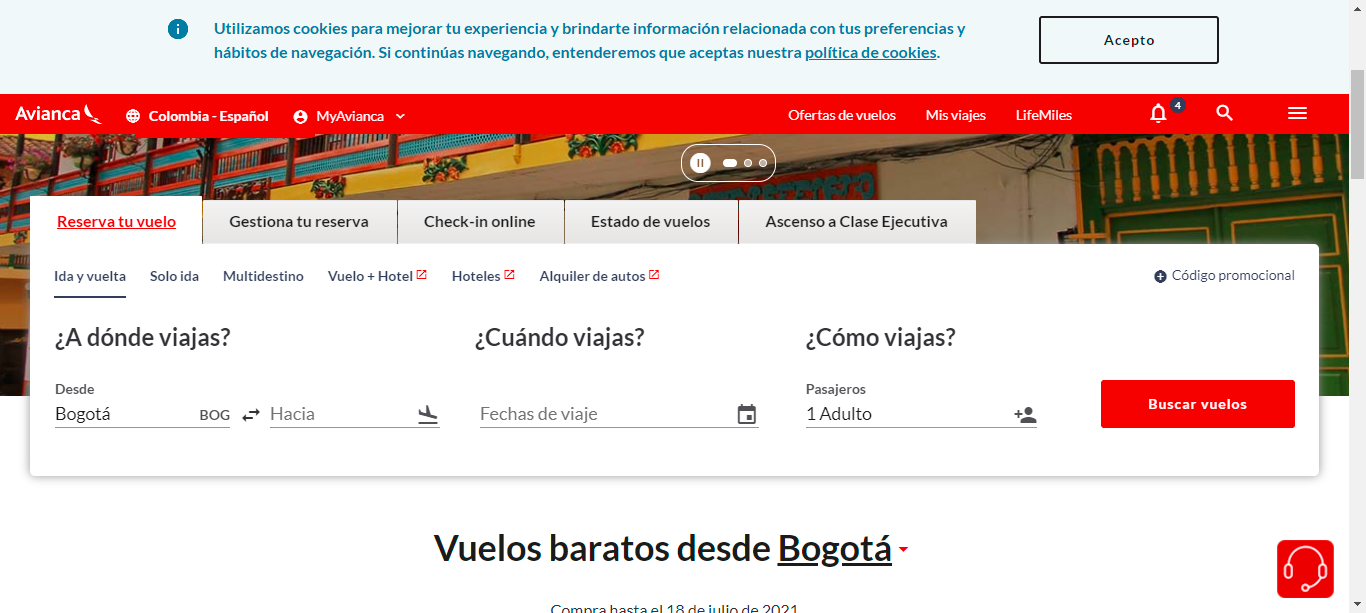 Utilizamos cookies para mejorar tu experiencia y brindarte información relacionada con tus preferencias y
hábitos de navegación. Si continúas navegando, entenderemos que aceptas nuestra política de cookies.
Acepto
Avianca
Colombia - Español
MyAvianca
Ofertas de vuelos
Mis viajes
LifeMiles
4
Reserva tu vuelo
Gestiona tu reserva
Check-in online
Estado de vuelos
Ascenso a Clase Ejecutiva
Ida y vuelta
Solo ida
Multidestino
Vuelo + Hotel
Hoteles
Alquiler de autos
Código promocional
¿A dónde viajas?
¿Cuándo viajas?
¿Cómo viajas?
Desde
Bogotá
BOG
Hacia
Fechas de viaje
Pasajeros
1 Adulto
Buscar vuelos
Vuelos baratos desde Bogotá
Compra hasta el 18 de julio de 2021